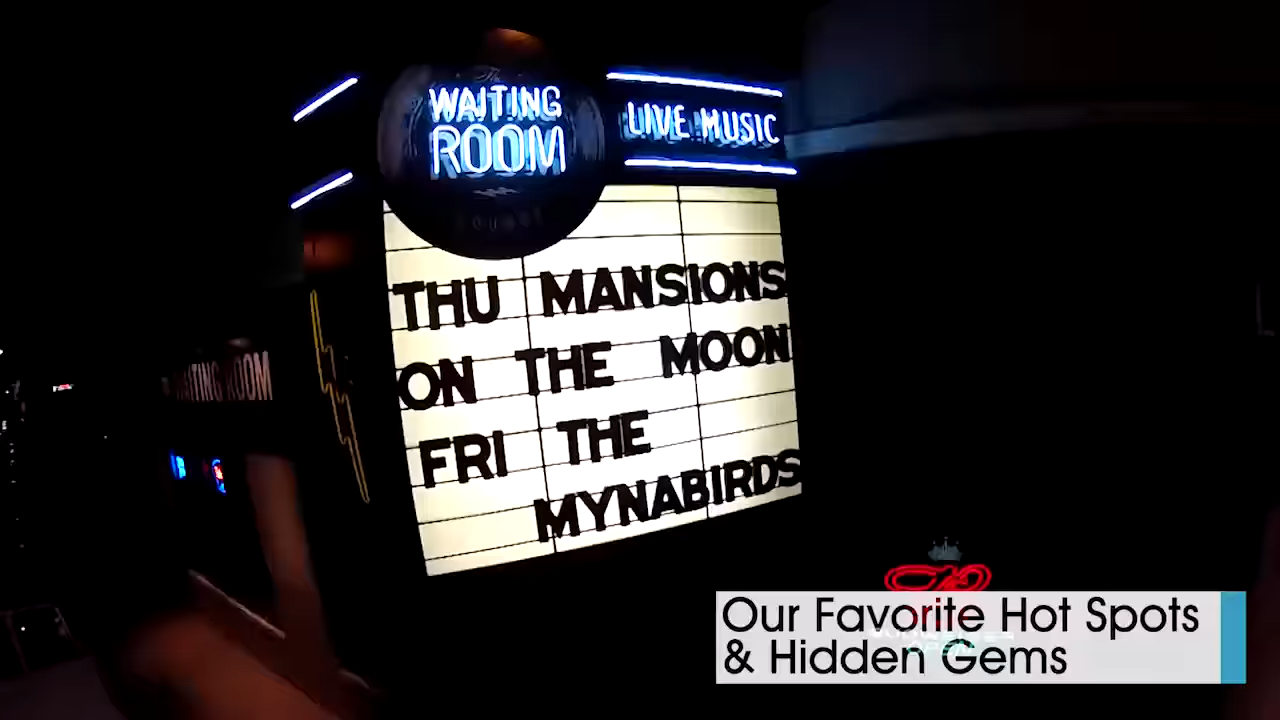 WAITING
ROOM
LIVE MUSIC
THU MANSIONS
ON THE MOON
FRI THE
MYNABIRDS
WAITING ROOM
Our Favorite Hot Spots
& Hidden Gems